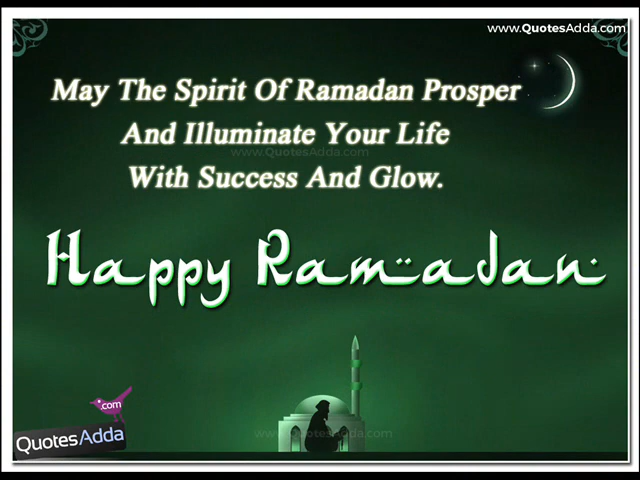 www.QuotesAdda.com
May The Spirit Of Ramadan Prosper
And Illuminate Your Life
www.QuotesAdda.com
With Success And Glow.
Happy Ramadan
.com
QuotesAdda
www.QuotesAdda.com